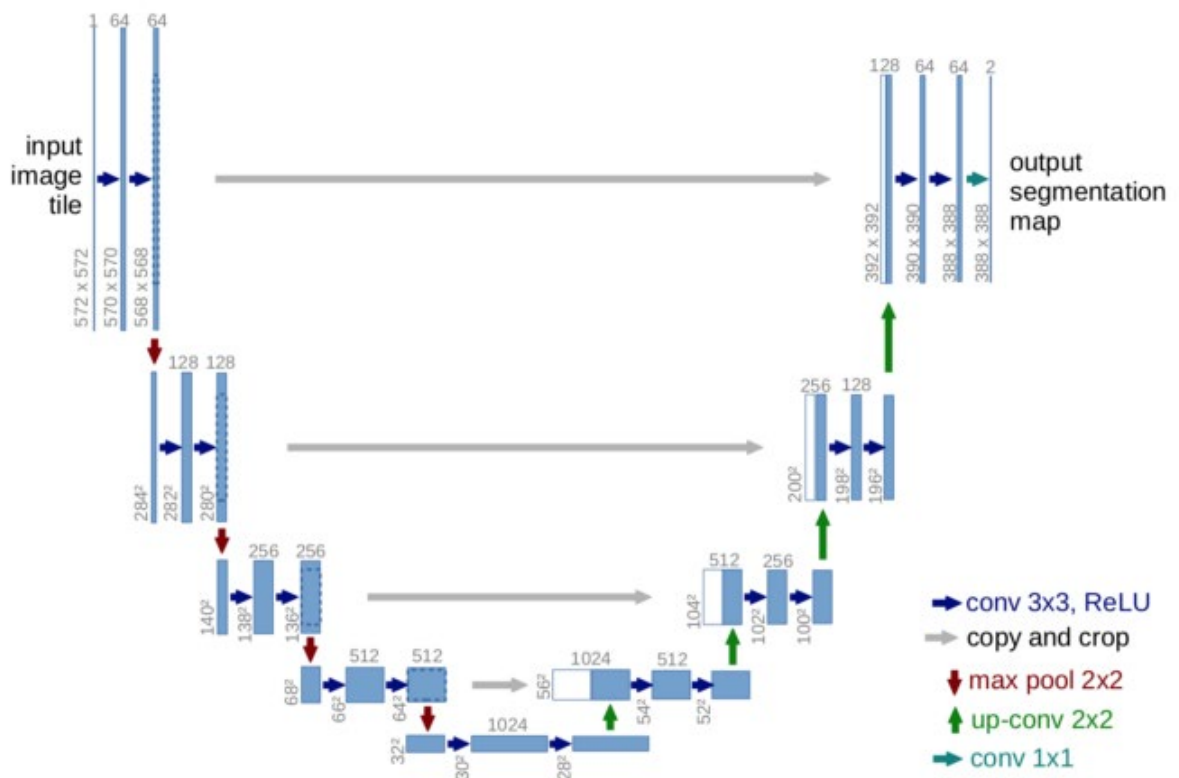 1 64 64
128 64 64 2
input
image
tile
output
segmentation
map
572 x 572
570 x 570
568 x 568
392 x 392
390 x 390
388 x 388
388 x 388
128 128
256 128
284²
282²
280²
200²
198²
196²
256 256
512 256
140²
138²
136²
104²
102²
100²
conv 3x3, ReLU
copy and crop
max pool 2x2
up-conv 2x2
conv 1x1
512 512
1024 512
68²
66²
64²
56²
54²
52²
1024
32²
30²
28²